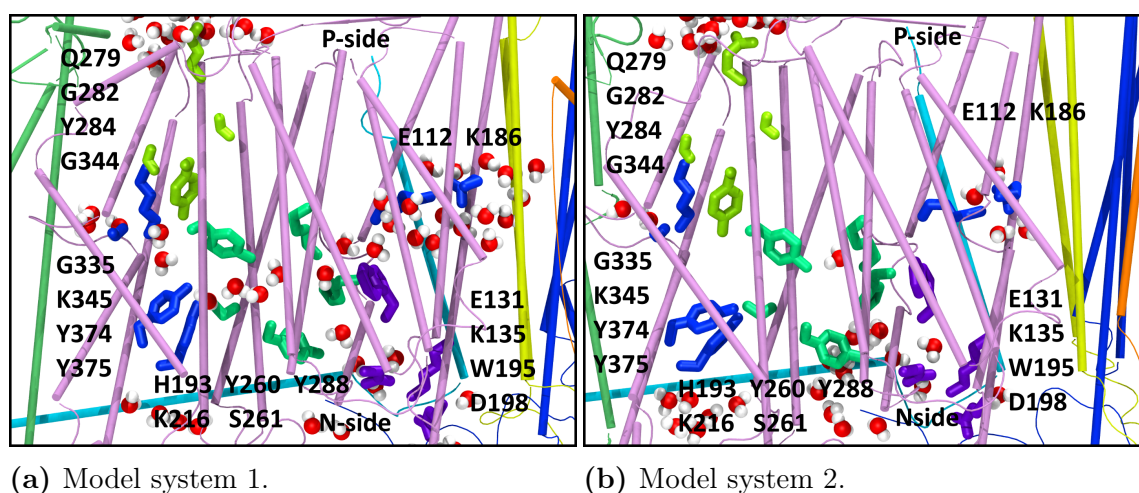 P-side
Q279
G282
Y284
G344
E112 K186
G335
K345
Y374
Y375
E131
K135
W195
D198
H193 Y260 Y288
K216 S261
N-side
P-side
Q279
G282
Y284
G344
E112 K186
G335
K345
Y374
Y375
E131
K135
W195
D198
H193 Y260 Y288
K216 S261
Nside
(a) Model system 1.
(b) Model system 2.